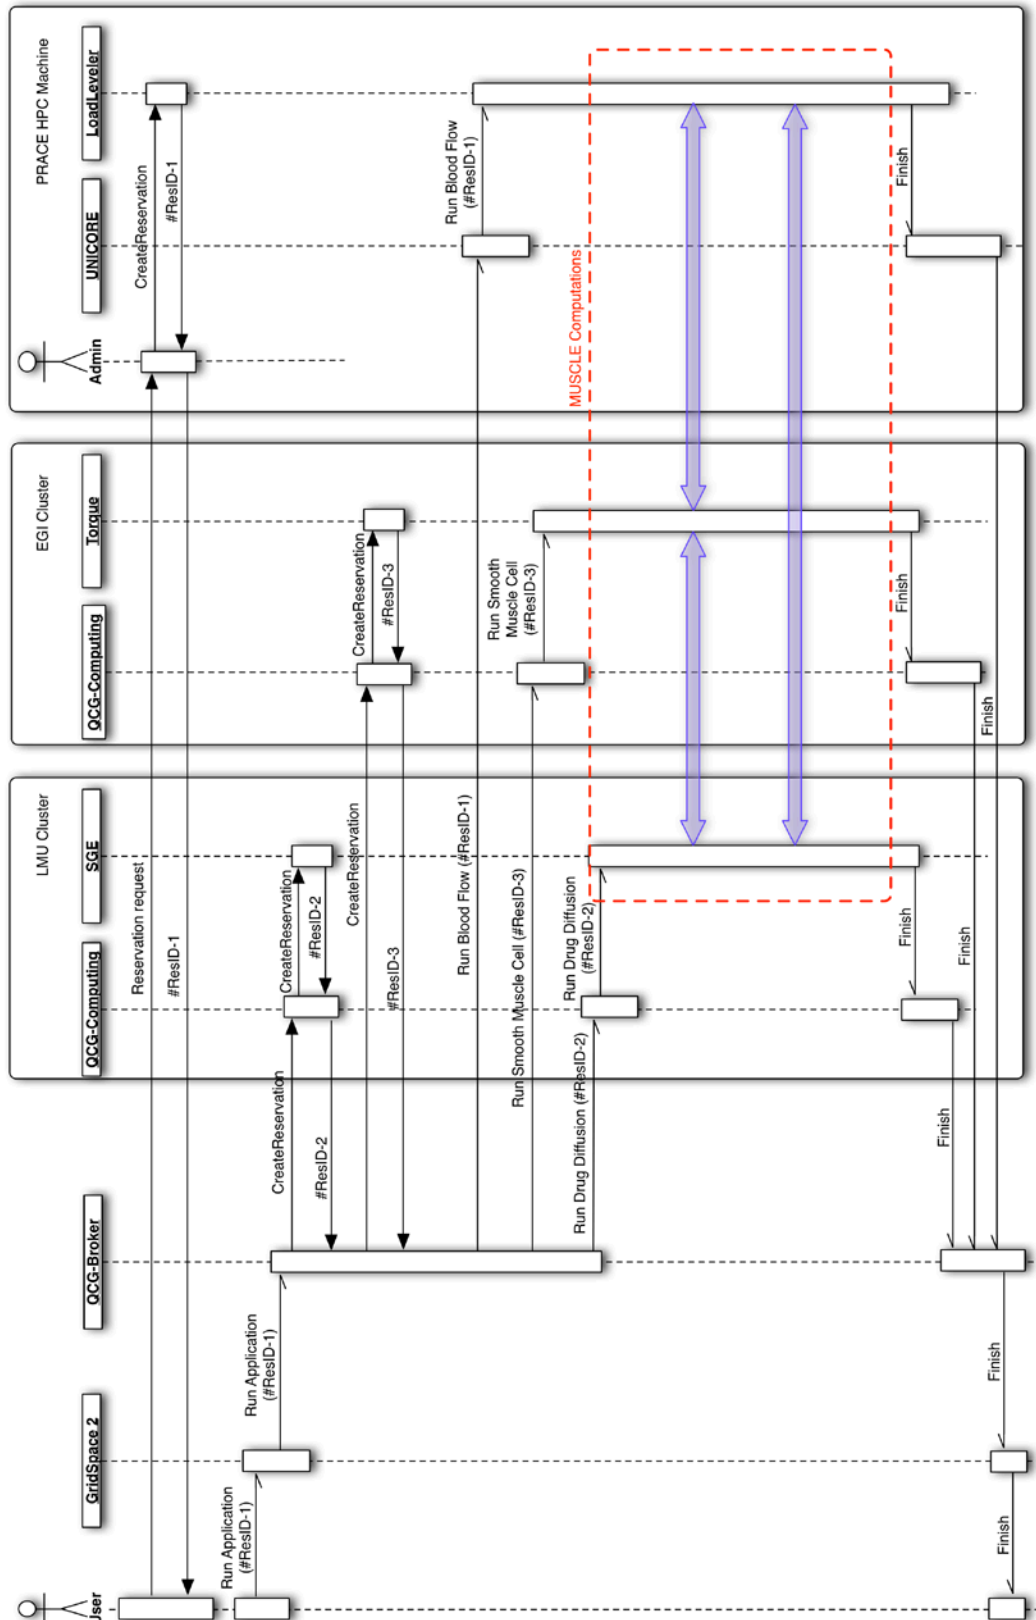 LMU Cluster
EGI Cluster
PRACE HPC Machine
User
GridSpace 2
QCG-Broker
QCG-Computing
SGE
QCG-Computing
Torque
Admin
UNICORE
LoadLeveler
Reservation request
CreateReservation
#ResID-1
#ResID-1
Run Application
(#ResID-1)
Run Application
(#ResID-1)
CreateReservation
CreateReservation
#ResID-2
#ResID-2
CreateReservation
CreateReservation
#ResID-3
#ResID-3
Run Blood Flow (#ResID-1)
Run Blood Flow
(#ResID-1)
Run Smooth Muscle Cell (#ResID-3)
Run Smooth
Muscle Cell
(#ResID-3)
Run Drug Diffusion (#ResID-2)
Run Drug Diffusion
(#ResID-2)
MUSCLE Computations
Finish
Finish
Finish
Finish
Finish
Finish
Finish
Finish